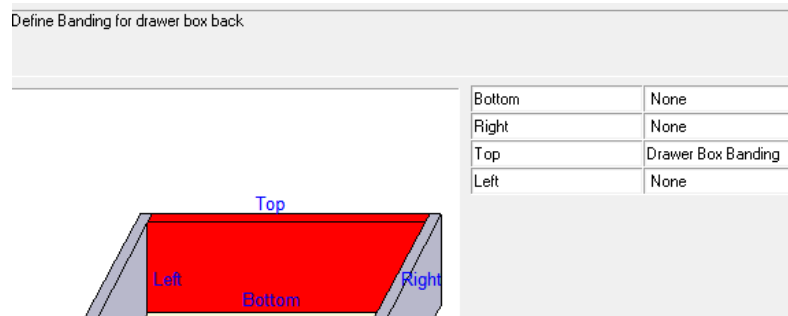 Define Banding for drawer box back
Bottom None
Right None
Top Drawer Box Banding
Left None
Top
Left Right
Bottom